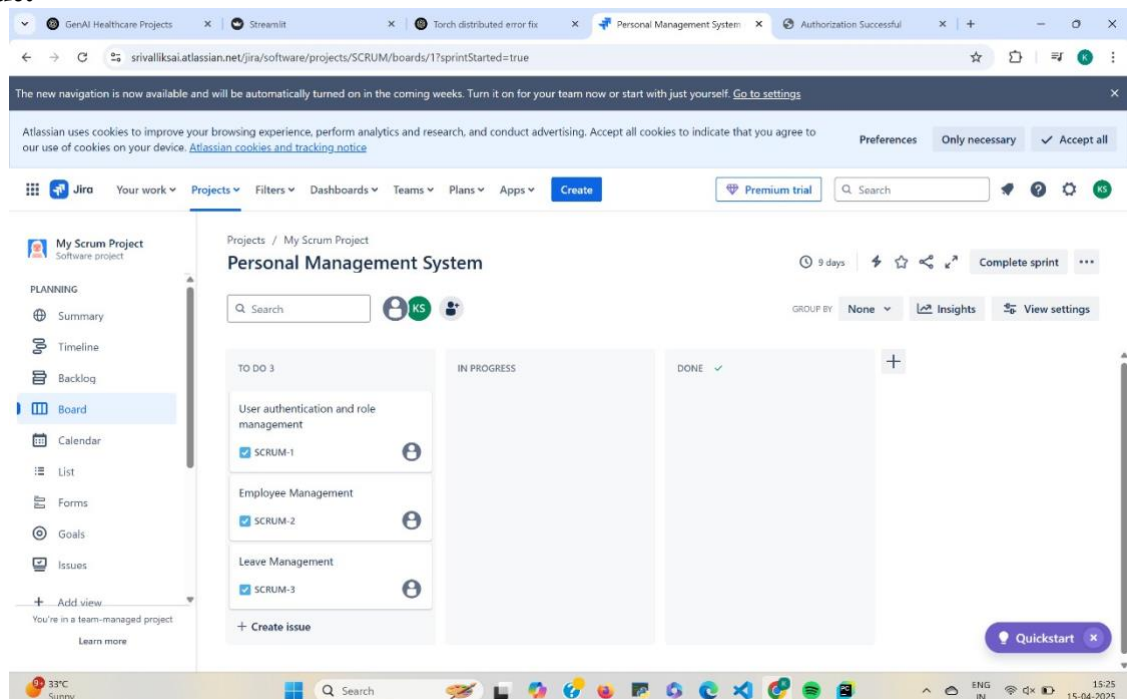 GenAI Healthcare Projects
Streamlit
Torch distributed error fix
Personal Management System
Authorization Successful
srivalliksai.atlassian.net/jira/software/projects/SCRUM/boards/1?sprintStarted=true
K
The new navigation is now available and will be automatically turned on in the coming weeks. Turn it on for your team now or start with just yourself. Go to settings
Atlassian uses cookies to improve your browsing experience, perform analytics and research, and conduct advertising. Accept all cookies to indicate that you agree to
our use of cookies on your device. Atlassian cookies and tracking notice
Preferences
Only necessary
Accept all
Jira
Your work
Projects
Filters
Dashboards
Teams
Plans
Apps
Create
Premium trial
Search
KS
My Scrum Project
Software project
PLANNING
Summary
Timeline
Backlog
Board
Calendar
List
Forms
Goals
Issues
Add view
You're in a team-managed project
Learn more
Projects / My Scrum Project
Personal Management System
9 days
Complete sprint
Search
KS
GROUP BY
None
Insights
View settings
TO DO 3
IN PROGRESS
DONE
User authentication and role
management
SCRUM-1
Employee Management
SCRUM-2
Leave Management
SCRUM-3
+ Create issue
Quickstart
33°C
Sunny
Search
ENG
IN
15:25
15-04-2025